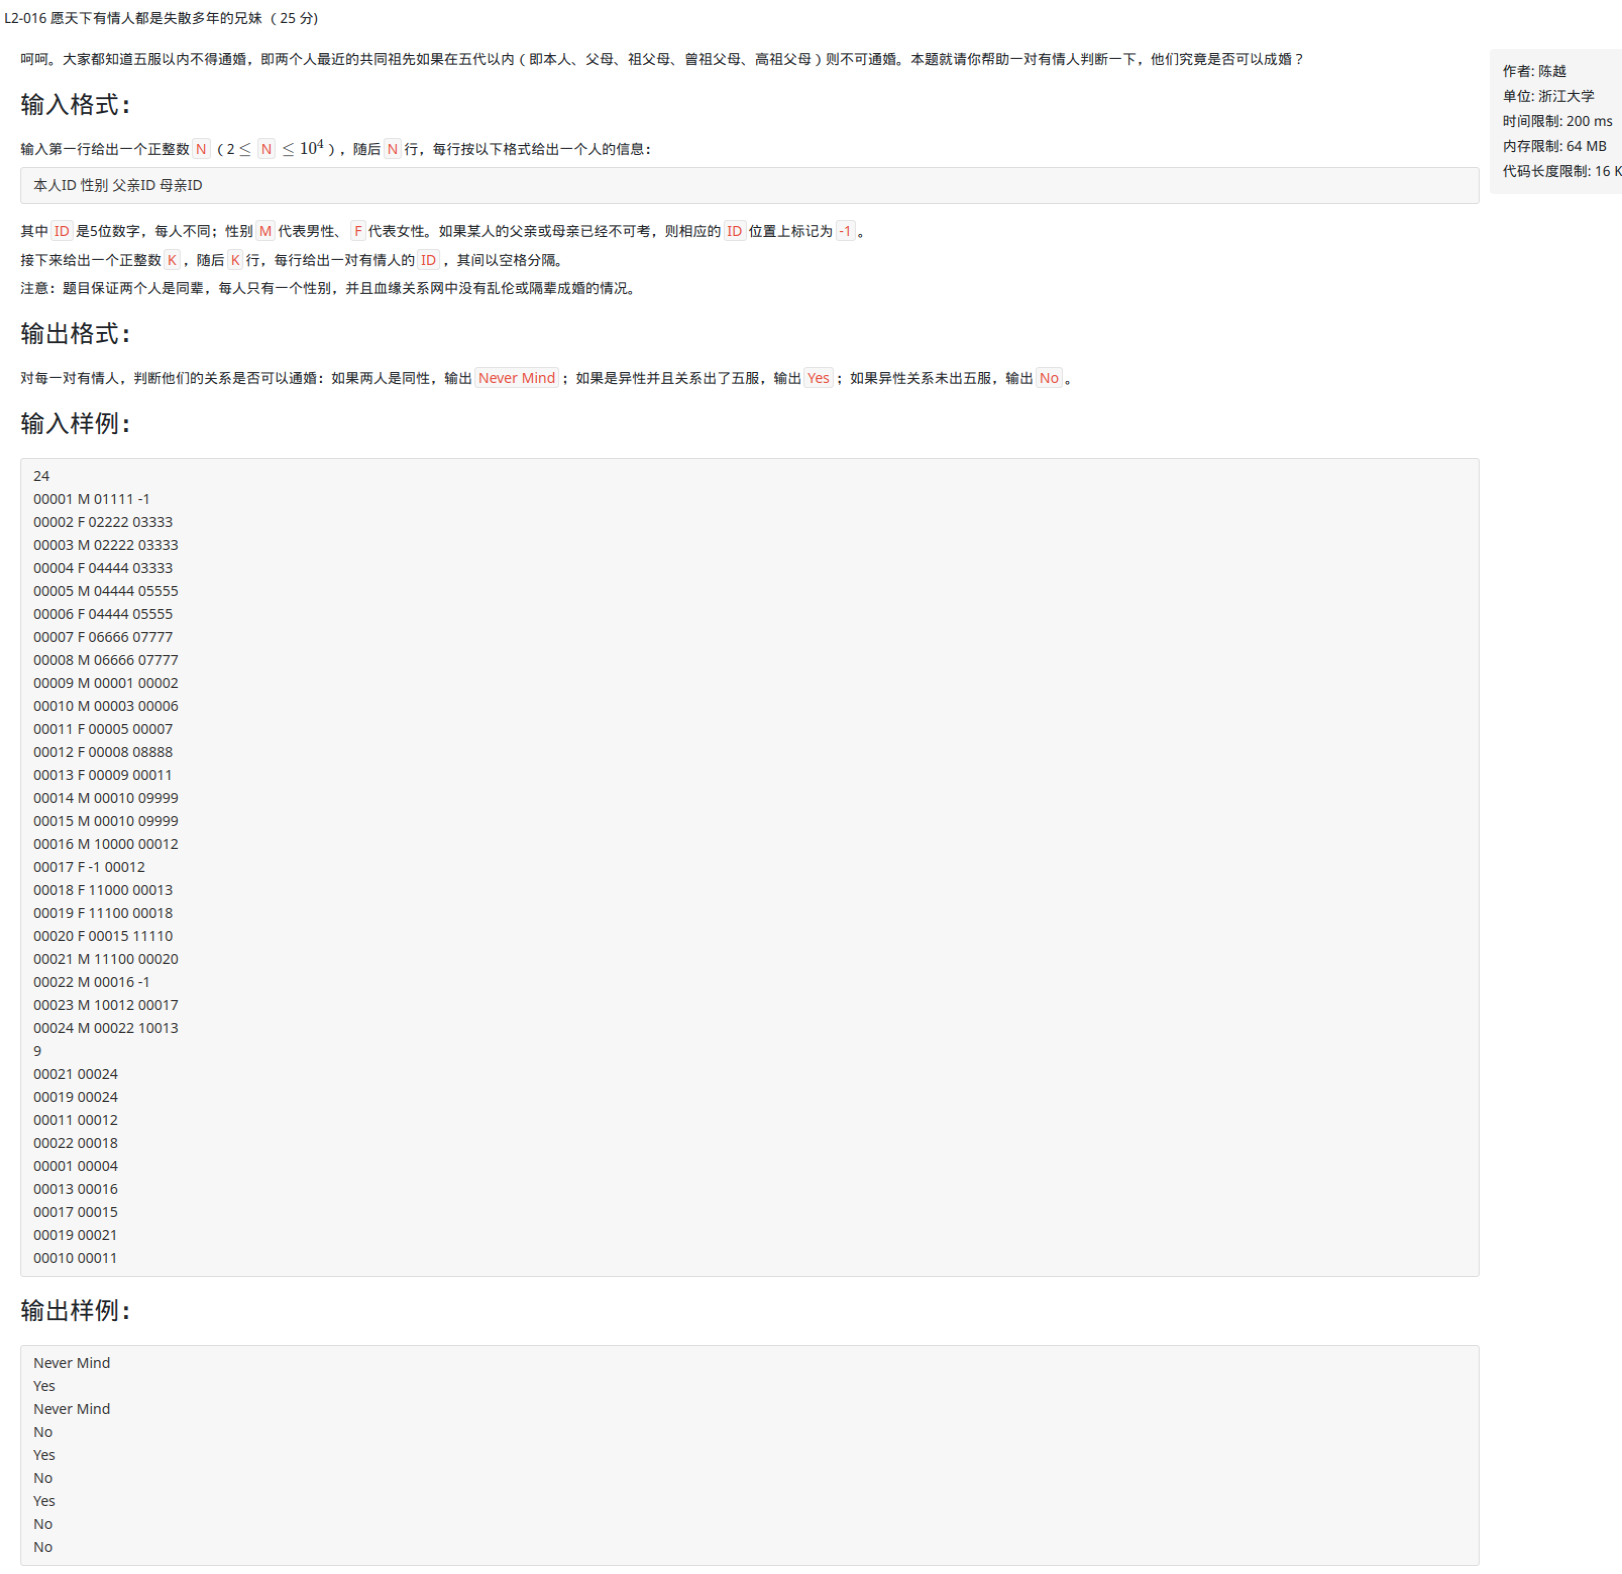 L2-016 愿天下有情人都是失散多年的兄妹 （25 分)
呵呵。大家都知道五服以内不得通婚，即两个人最近的共同祖先如果在五代以内（即本人、父母、祖父母、曾祖父母、高祖父母）则不可通婚。本题就请你帮助一对有情人判断一下，他们究竟是否可以成婚？
作者: 陈越
单位: 浙江大学
时间限制: 200 ms
内存限制: 64 MB
代码长度限制: 16 K
输入格式：
输入第一行给出一个正整数 N （2 ≤ N ≤ 10⁴），随后 N 行，每行按以下格式给出一个人的信息：
本人ID 性别 父亲ID 母亲ID
其中 ID 是5位数字，每人不同；性别 M 代表男性、 F 代表女性。如果某人的父亲或母亲已经不可考，则相应的 ID 位置上标记为 -1 。
接下来给出一个正整数 K ，随后 K 行，每行给出一对有情人的 ID ，其间以空格分隔。
注意：题目保证两个人是同辈，每人只有一个性别，并且血缘关系网中没有乱伦或隔辈成婚的情况。
输出格式：
对每一对有情人，判断他们的关系是否可以通婚：如果两人是同性，输出 Never Mind ；如果是异性并且关系出了五服，输出 Yes ；如果异性关系未出五服，输出 No 。
输入样例：
24
00001 M 01111 -1
00002 F 02222 03333
00003 M 02222 03333
00004 F 04444 03333
00005 M 04444 05555
00006 F 04444 05555
00007 F 06666 07777
00008 M 06666 07777
00009 M 00001 00002
00010 M 00003 00006
00011 F 00005 00007
00012 F 00008 08888
00013 F 00009 00011
00014 M 00010 09999
00015 M 00010 09999
00016 M 10000 00012
00017 F -1 00012
00018 F 11000 00013
00019 F 11100 00018
00020 F 00015 11110
00021 M 11100 00020
00022 M 00016 -1
00023 M 10012 00017
00024 M 00022 10013
9
00021 00024
00019 00024
00011 00012
00022 00018
00001 00004
00013 00016
00017 00015
00019 00021
00010 00011
输出样例：
Never Mind
Yes
Never Mind
No
Yes
No
Yes
No
No